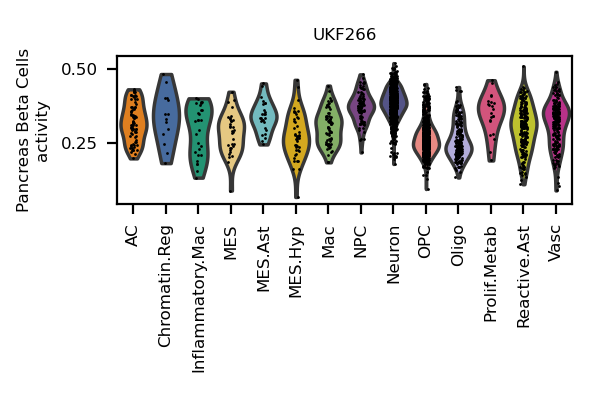 UKF266
Pancreas Beta Cells
activity
0.50
0.25
AC
Chromatin.Reg
Inflammatory.Mac
MES
MES.Ast
MES.Hyp
Mac
NPC
Neuron
OPC
Oligo
Prolif.Metab
Reactive.Ast
Vasc